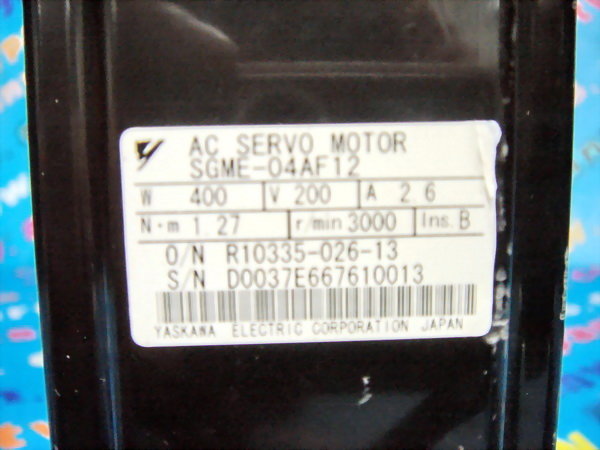 AC SERVO MOTOR
SGME-04AF12
W 400 V 200 A 2.6
N·m 1.27 r/min 3000 Ins. B
O/N R10335-026-13
S/N D0037E667610013
YASKAWA ELECTRIC CORPORATION JAPAN